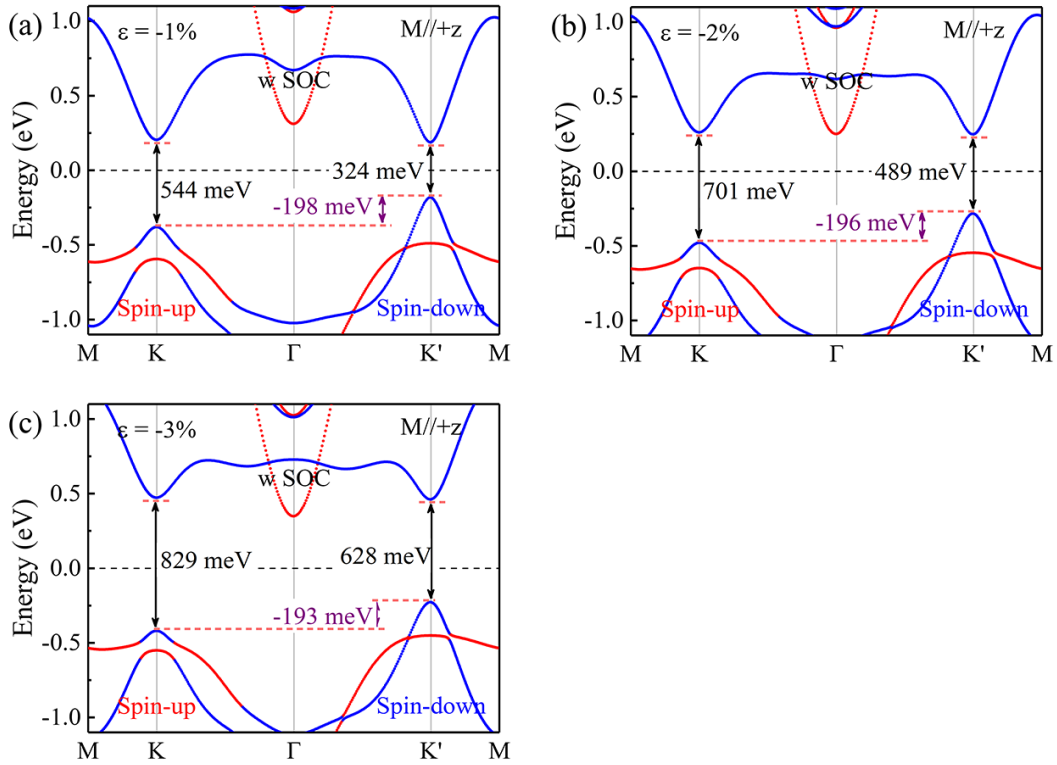 (a)
ε = -1%
M//+z
w SOC
Energy (eV)
1.0
0.5
0.0
-0.5
-1.0
544 meV
324 meV
-198 meV
Spin-up
Spin-down
M
K
Γ
K'
M
(b)
ε = -2%
M//+z
w SOC
Energy (eV)
1.0
0.5
0.0
-0.5
-1.0
701 meV
489 meV
-196 meV
Spin-up
Spin-down
M
K
Γ
K'
M
(c)
ε = -3%
M//+z
w SOC
Energy (eV)
1.0
0.5
0.0
-0.5
-1.0
829 meV
628 meV
-193 meV
Spin-up
Spin-down
M
K
Γ
K'
M